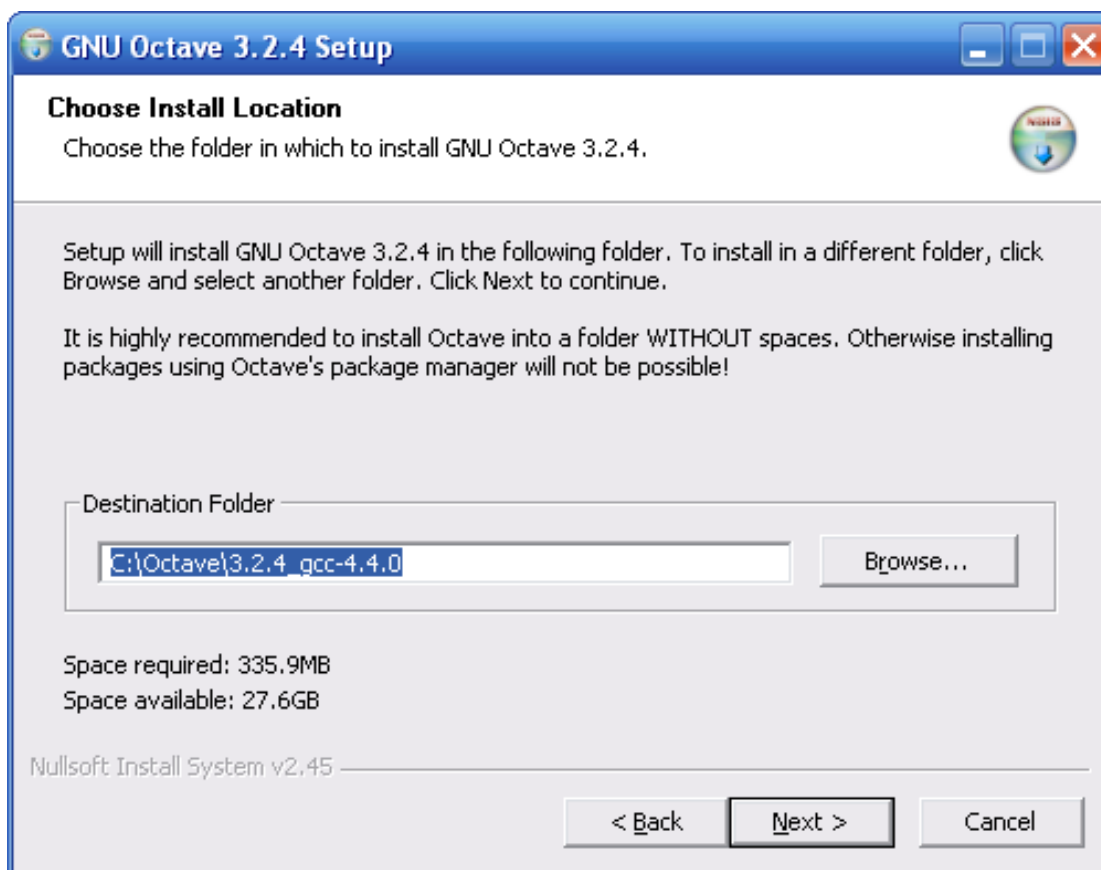 GNU Octave 3.2.4 Setup
Choose Install Location
Choose the folder in which to install GNU Octave 3.2.4.
Setup will install GNU Octave 3.2.4 in the following folder. To install in a different folder, click
Browse and select another folder. Click Next to continue.
It is highly recommended to install Octave into a folder WITHOUT spaces. Otherwise installing
packages using Octave's package manager will not be possible!
Destination Folder
C:\Octave\3.2.4_gcc-4.4.0
Browse...
Space required: 335.9MB
Space available: 27.6GB
Nullsoft Install System v2.45
< Back
Next >
Cancel